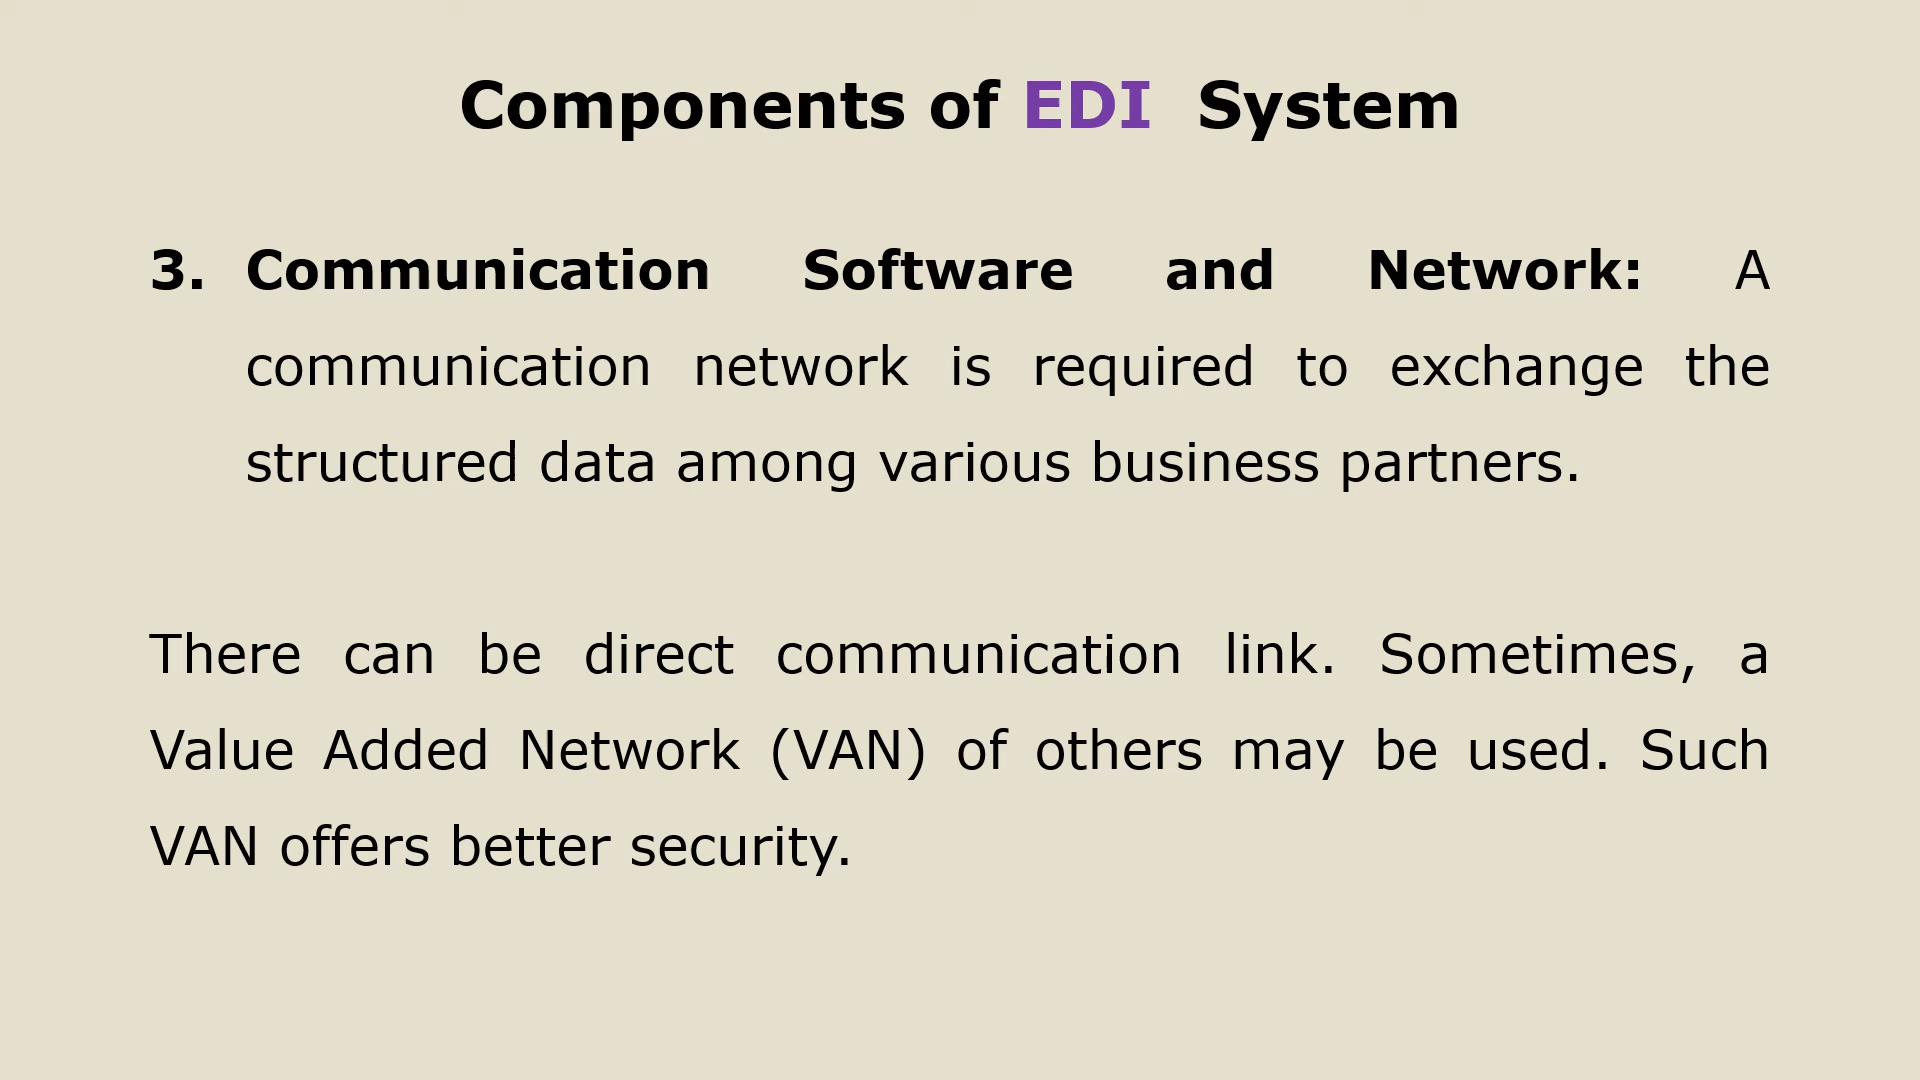 Components of EDI System
3. Communication Software and Network: A
communication network is required to exchange the
structured data among various business partners.
There can be direct communication link. Sometimes, a
Value Added Network (VAN) of others may be used. Such
VAN offers better security.